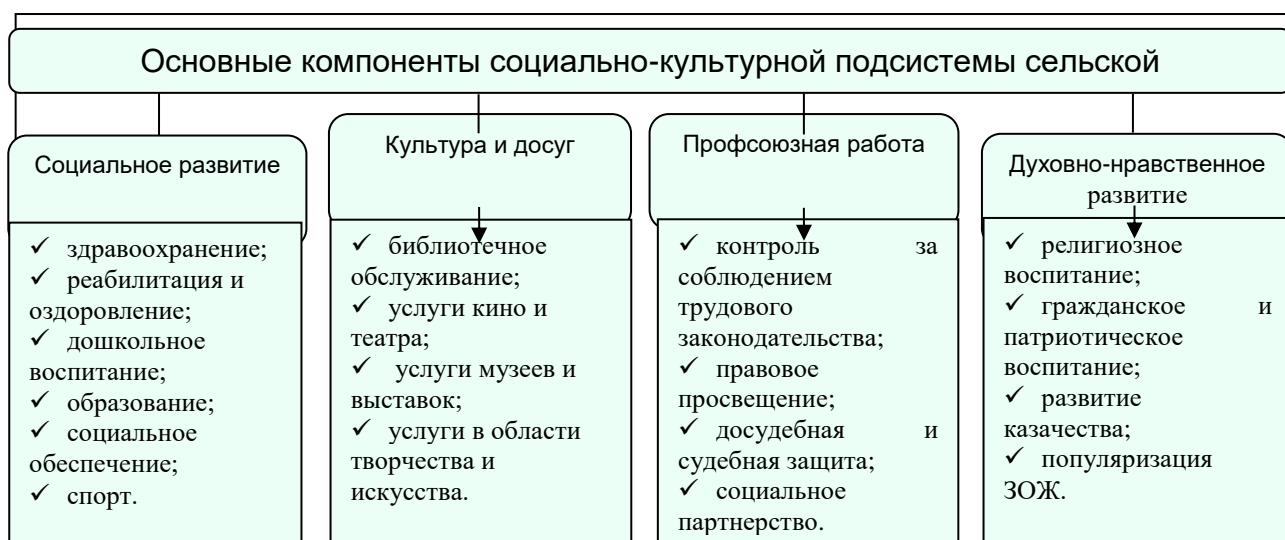 Основные компоненты социально-культурной подсистемы сельской
Социальное развитие
✓ здравоохранение;
✓ реабилитация и
оздоровление;
✓ дошкольное
воспитание;
✓ образование;
✓ социальное
обеспечение;
✓ спорт.
Культура и досуг
✓ библиотечное
обслуживание;
✓ услуги кино и
театра;
✓ услуги музеев и
выставок;
✓ услуги в области
творчества и
искусства.
Профсоюзная работа
✓ контроль за
соблюдением
трудового
законодательства;
✓ правовое
просвещение;
✓ досудебная и
судебная защита;
✓ социальное
партнерство.
Духовно-нравственное
развитие
✓ религиозное
воспитание;
✓ гражданское и
патриотическое
воспитание;
✓ развитие
казачества;
✓ популяризация
ЗОЖ.